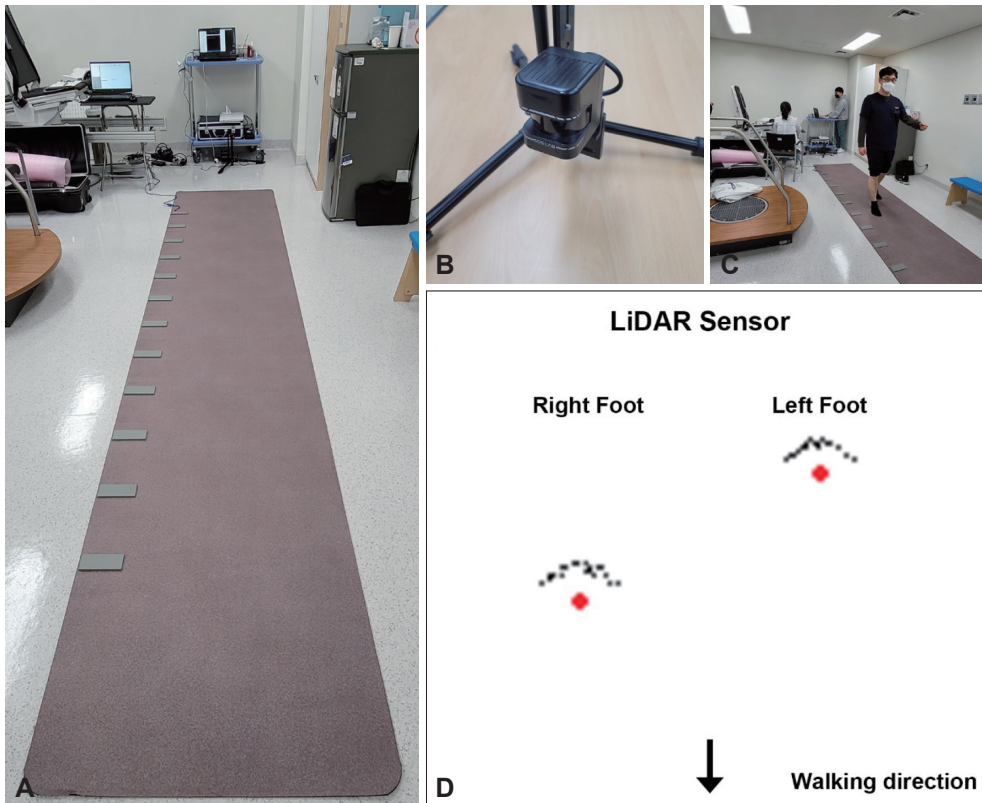 A
B
C
LiDAR Sensor
Right Foot
Left Foot
D
Walking direction